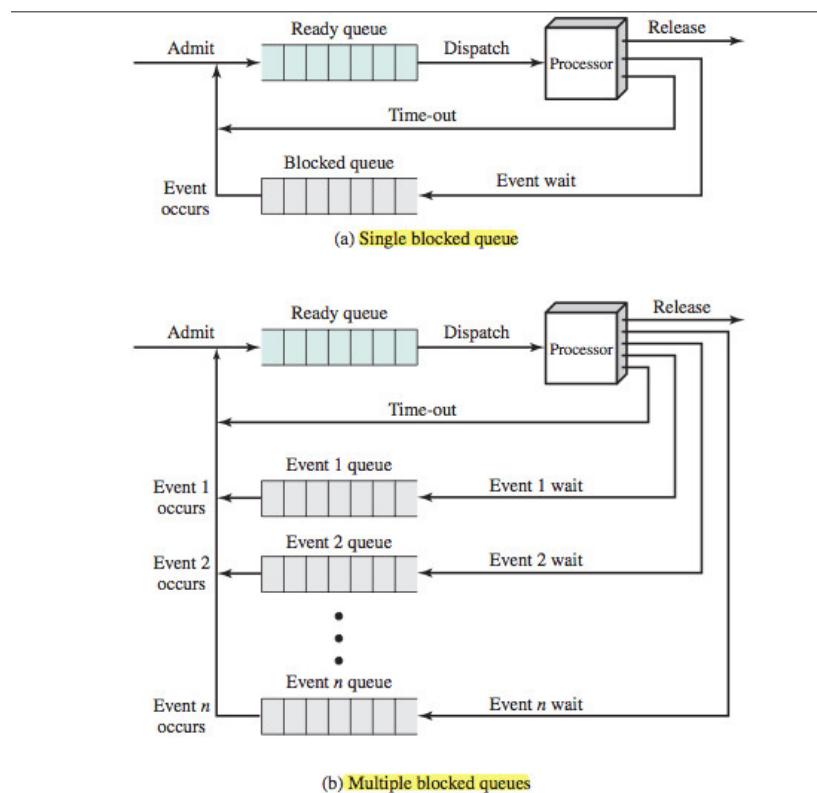 Ready queue
Admit
Dispatch
Processor
Release
Time-out
Blocked queue
Event
occurs
Event wait
(a) Single blocked queue
Ready queue
Admit
Dispatch
Processor
Release
Time-out
Event 1 queue
Event 1
occurs
Event 1 wait
Event 2 queue
Event 2
occurs
Event 2 wait
Event n queue
Event n
occurs
Event n wait
(b) Multiple blocked queues